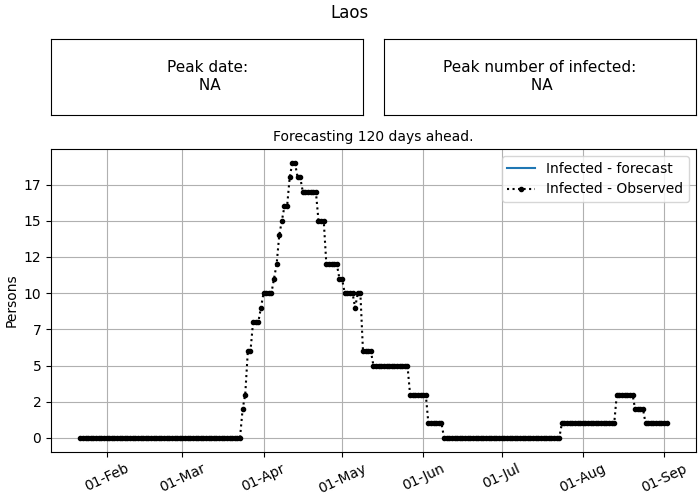 Laos
Peak date:
NA
Peak number of infected:
NA
Forecasting 120 days ahead.
Infected - forecast
Infected - Observed
Persons
17
15
12
10
7
5
2
0
01-Feb
01-Mar
01-Apr
01-May
01-Jun
01-Jul
01-Aug
01-Sep